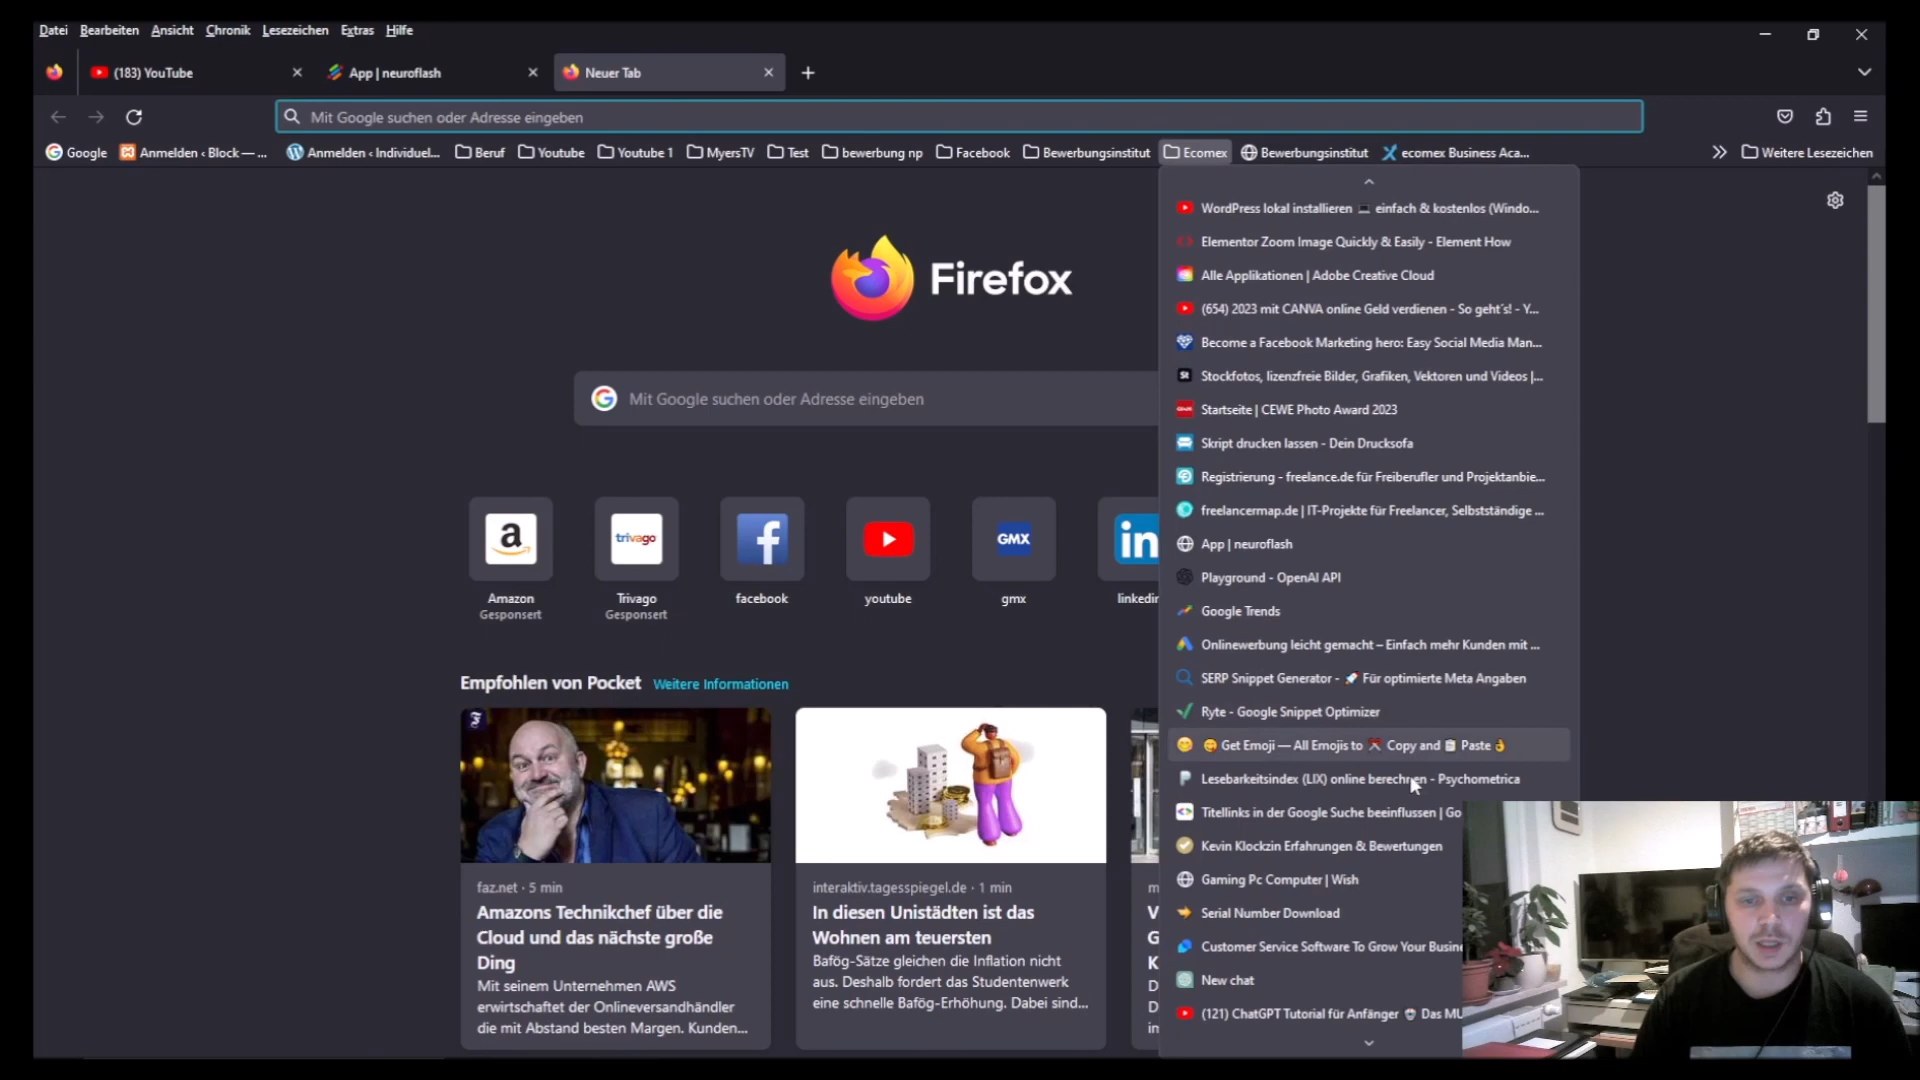 Datei Bearbeiten Ansicht Chronik Lesezeichen Extras Hilfe
(183) YouTube
App | neuroflash
Neuer Tab
Mit Google suchen oder Adresse eingeben
Google
Anmelden ‹ Block — ...
Anmelden ‹ Individuel...
Beruf
Youtube
Youtube 1
MyersTV
Test
bewerbung np
Facebook
Bewerbungsinstitut
Ecomex
Bewerbungsinstitut
ecomex Business Aca...
Weitere Lesezeichen
Firefox
Mit Google suchen oder Adresse eingeben
a
trivago
f
GMX
in
Amazon
Gesponsert
Trivago
Gesponsert
facebook
youtube
gmx
linkedin
Empfohlen von Pocket Weitere Informationen
faz.net · 5 min
Amazons Technikchef über die
Cloud und das nächste große
Ding
Mit seinem Unternehmen AWS
erwirtschaftet der Onlineversandhändler
die mit Abstand besten Margen. Kunden...
interaktiv.tagesspiegel.de · 1 min
In diesen Unistädten ist das
Wohnen am teuersten
Bafög-Sätze gleichen die Inflation nicht
aus. Deshalb fordert das Studentenwerk
eine schnelle Bafög-Erhöhung. Dabei sind...
WordPress lokal installieren 💻 einfach & kostenlos (Windo...
Elementor Zoom Image Quickly & Easily - Element How
Alle Applikationen | Adobe Creative Cloud
(654) 2023 mit CANVA online Geld verdienen - So geht´s! - Y...
Become a Facebook Marketing hero: Easy Social Media Man...
St Stockfotos, lizenzfreie Bilder, Grafiken, Vektoren und Videos |...
Startseite | CEWE Photo Award 2023
Skript drucken lassen - Dein Drucksofa
Registrierung - freelance.de für Freiberufler und Projektanbie...
freelancermap.de | IT-Projekte für Freelancer, Selbstständige ...
App | neuroflash
Playground - OpenAI API
Google Trends
Onlinewerbung leicht gemacht – Einfach mehr Kunden mit ...
SERP Snippet Generator - 🚀 Für optimierte Meta Angaben
Ryte - Google Snippet Optimizer
😋 Get Emoji — All Emojis to ✂️ Copy and 📋 Paste 👌
Lesebarkeitsindex (LIX) online berechnen - Psychometrica
Titellinks in der Google Suche beeinflussen | Go
Kevin Klockzin Erfahrungen & Bewertungen
Gaming Pc Computer | Wish
Serial Number Download
Customer Service Software To Grow Your Busine
New chat
(121) ChatGPT Tutorial für Anfänger 🤖 Das MU